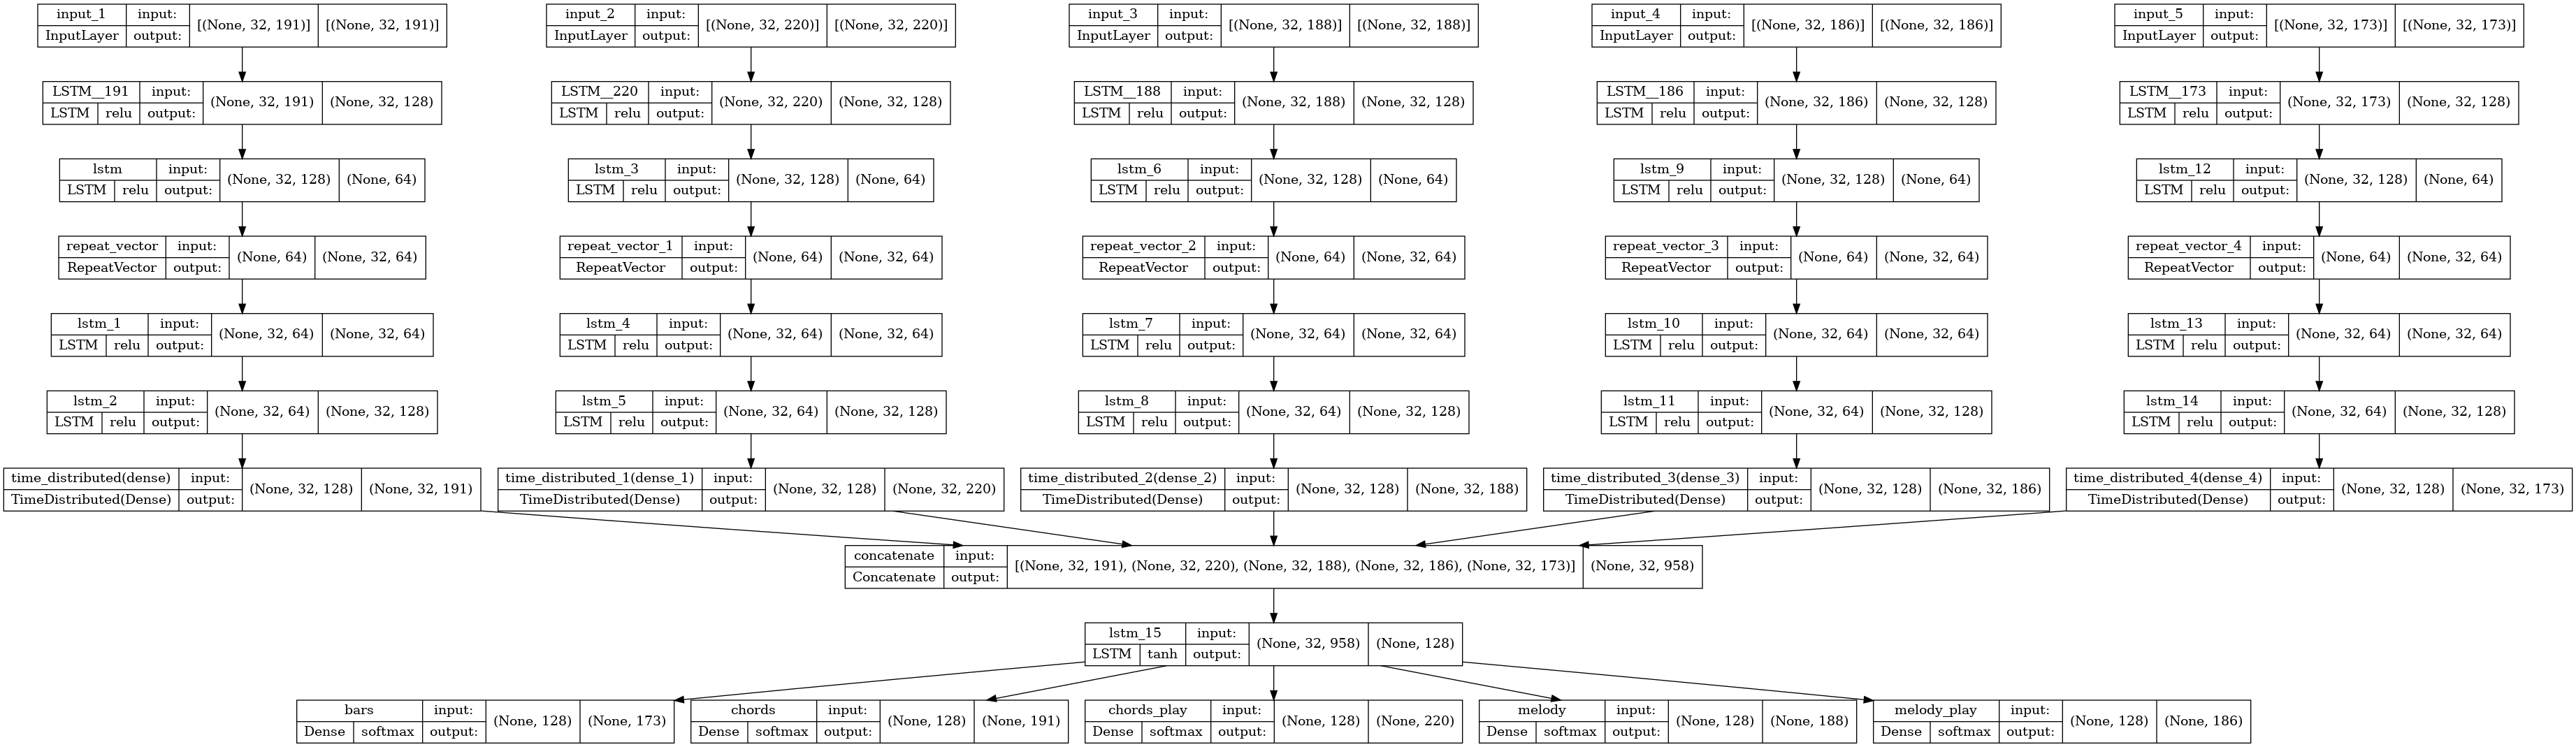 input_1 input: [(None, 32, 191)] [(None, 32, 191)]
InputLayer output:
input_2 input: [(None, 32, 220)] [(None, 32, 220)]
InputLayer output:
input_3 input: [(None, 32, 188)] [(None, 32, 188)]
InputLayer output:
input_4 input: [(None, 32, 186)] [(None, 32, 186)]
InputLayer output:
input_5 input: [(None, 32, 173)] [(None, 32, 173)]
InputLayer output:
LSTM__191 input: (None, 32, 191) (None, 32, 128)
LSTM relu output:
LSTM__220 input: (None, 32, 220) (None, 32, 128)
LSTM relu output:
LSTM__188 input: (None, 32, 188) (None, 32, 128)
LSTM relu output:
LSTM__186 input: (None, 32, 186) (None, 32, 128)
LSTM relu output:
LSTM__173 input: (None, 32, 173) (None, 32, 128)
LSTM relu output:
lstm input: (None, 32, 128) (None, 64)
LSTM relu output:
lstm_3 input: (None, 32, 128) (None, 64)
LSTM relu output:
lstm_6 input: (None, 32, 128) (None, 64)
LSTM relu output:
lstm_9 input: (None, 32, 128) (None, 64)
LSTM relu output:
lstm_12 input: (None, 32, 128) (None, 64)
LSTM relu output:
repeat_vector input: (None, 64) (None, 32, 64)
RepeatVector output:
repeat_vector_1 input: (None, 64) (None, 32, 64)
RepeatVector output:
repeat_vector_2 input: (None, 64) (None, 32, 64)
RepeatVector output:
repeat_vector_3 input: (None, 64) (None, 32, 64)
RepeatVector output:
repeat_vector_4 input: (None, 64) (None, 32, 64)
RepeatVector output:
lstm_1 input: (None, 32, 64) (None, 32, 64)
LSTM relu output:
lstm_4 input: (None, 32, 64) (None, 32, 64)
LSTM relu output:
lstm_7 input: (None, 32, 64) (None, 32, 64)
LSTM relu output:
lstm_10 input: (None, 32, 64) (None, 32, 64)
LSTM relu output:
lstm_13 input: (None, 32, 64) (None, 32, 64)
LSTM relu output:
lstm_2 input: (None, 32, 64) (None, 32, 128)
LSTM relu output:
lstm_5 input: (None, 32, 64) (None, 32, 128)
LSTM relu output:
lstm_8 input: (None, 32, 64) (None, 32, 128)
LSTM relu output:
lstm_11 input: (None, 32, 64) (None, 32, 128)
LSTM relu output:
lstm_14 input: (None, 32, 64) (None, 32, 128)
LSTM relu output:
time_distributed(dense) input: (None, 32, 128) (None, 32, 191)
TimeDistributed(Dense) output:
time_distributed_1(dense_1) input: (None, 32, 128) (None, 32, 220)
TimeDistributed(Dense) output:
time_distributed_2(dense_2) input: (None, 32, 128) (None, 32, 188)
TimeDistributed(Dense) output:
time_distributed_3(dense_3) input: (None, 32, 128) (None, 32, 186)
TimeDistributed(Dense) output:
time_distributed_4(dense_4) input: (None, 32, 128) (None, 32, 173)
TimeDistributed(Dense) output:
concatenate input: [(None, 32, 191), (None, 32, 220), (None, 32, 188), (None, 32, 186), (None, 32, 173)] (None, 32, 958)
Concatenate output:
lstm_15 input: (None, 32, 958) (None, 128)
LSTM tanh output:
bars input: (None, 128) (None, 173)
Dense softmax output:
chords input: (None, 128) (None, 191)
Dense softmax output:
chords_play input: (None, 128) (None, 220)
Dense softmax output:
melody input: (None, 128) (None, 188)
Dense softmax output:
melody_play input: (None, 128) (None, 186)
Dense softmax output: